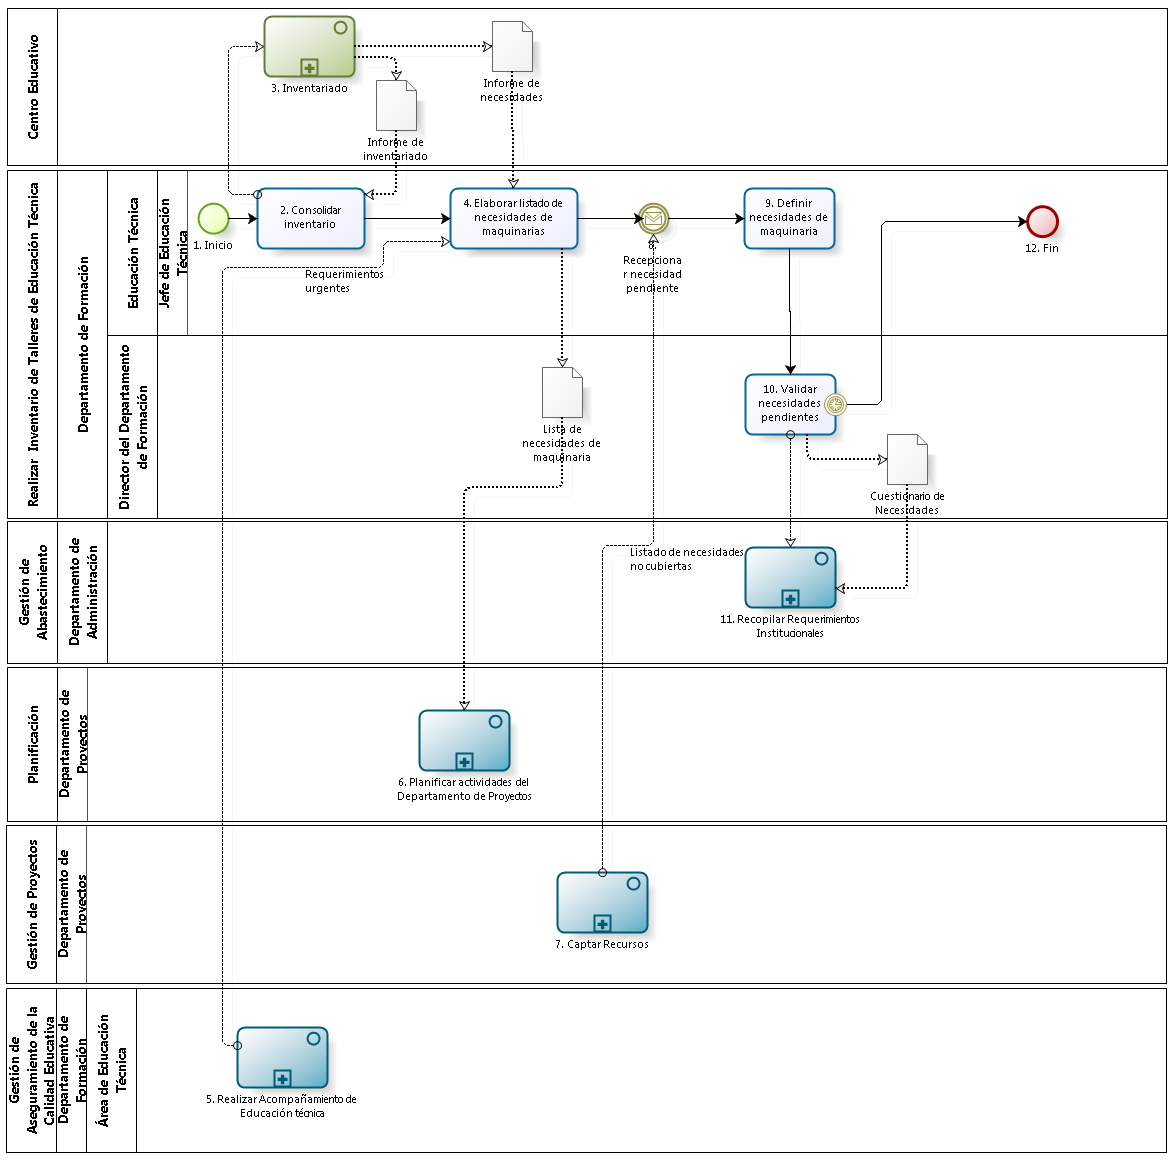 Centro Educativo
3. Inventariado
Informe de
necesidades
Informe de
inventariado
Realizar Inventario de Talleres de Educación Técnica
Departamento de Formación
Educación Técnica
Jefe de Educación
Técnica
1. Inicio
2. Consolidar
inventario
4. Elaborar listado de
necesidades de
maquinarias
8.
Recepciona
r necesidad
pendiente
9. Definir
necesidades de
maquinaria
12. Fin
Requerimientos
urgentes
Director del Departamento
de Formación
Lista de
necesidades de
maquinaria
10. Validar
necesidades
pendientes
Cuestionario de
Necesidades
Gestión de
Abastecimiento
Departamento de
Administración
Listado de necesidades
no cubiertas
11. Recopilar Requerimientos
Institucionales
Planificación
Departamento de
Proyectos
6. Planificar actividades del
Departamento de Proyectos
Gestión de Proyectos
Departamento de
Proyectos
7. Captar Recursos
Gestión de
Aseguramiento de la
Calidad Educativa
Departamento de
Formación
Área de Educación
Técnica
5. Realizar Acompañamiento de
Educación técnica